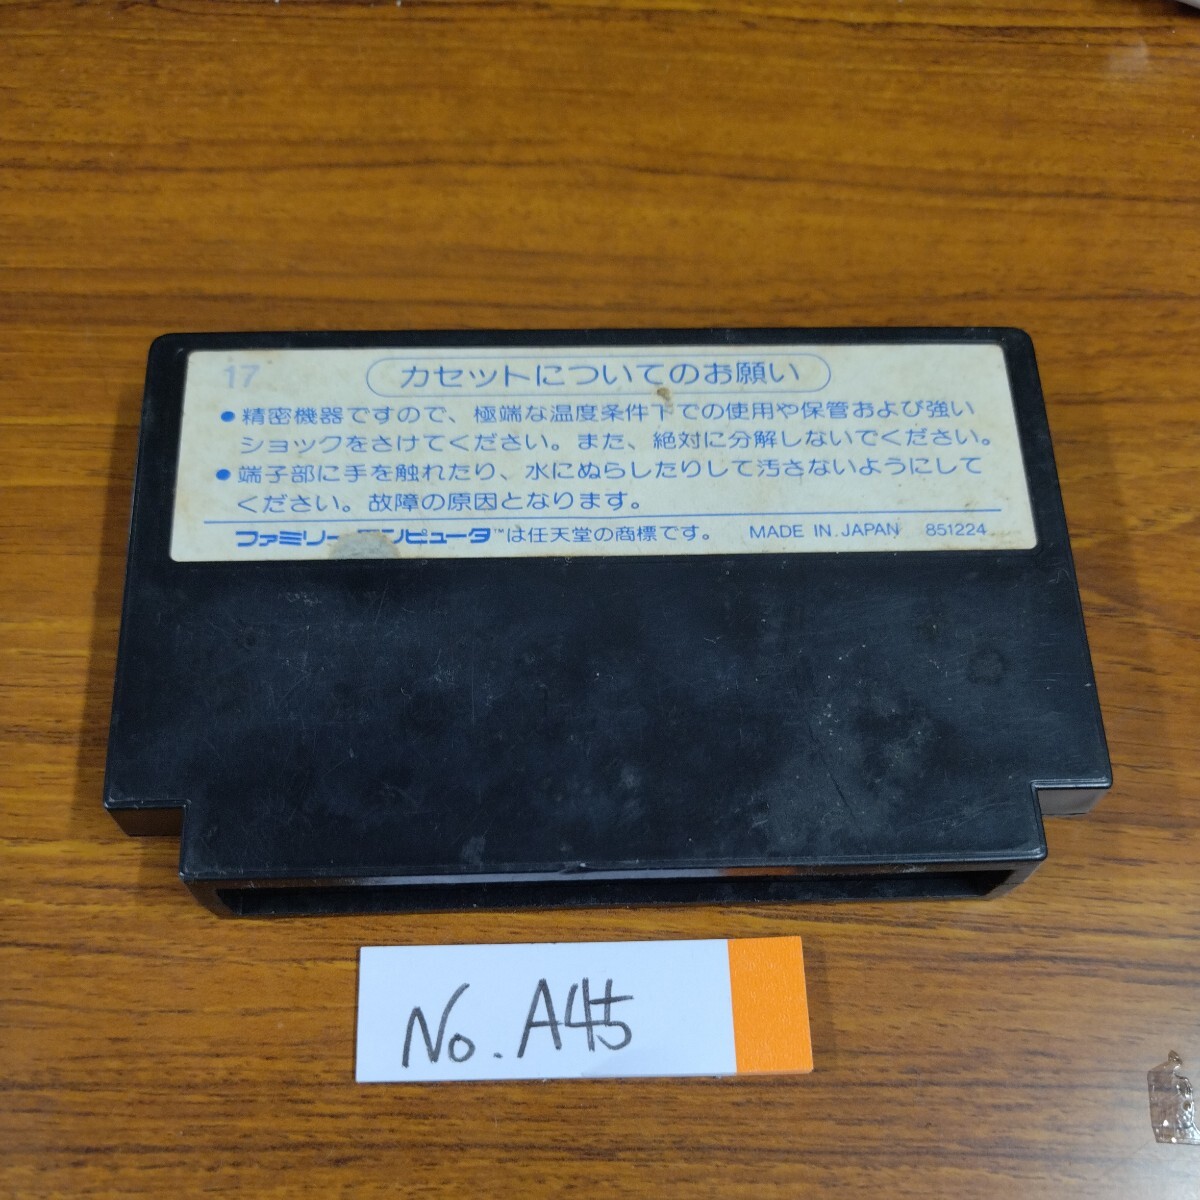 17
カセットについてのお願い
●精密機器ですので、極端な温度条件下での使用や保管および強い
ショックをさけてください。また、絶対に分解しないでください。
●端子部に手を触れたり、水にぬらしたりして汚さないようにして
ください。故障の原因となります。
ファミリーコンピュータ™は任天堂の商標です。 MADE IN JAPAN 851224
No. A45